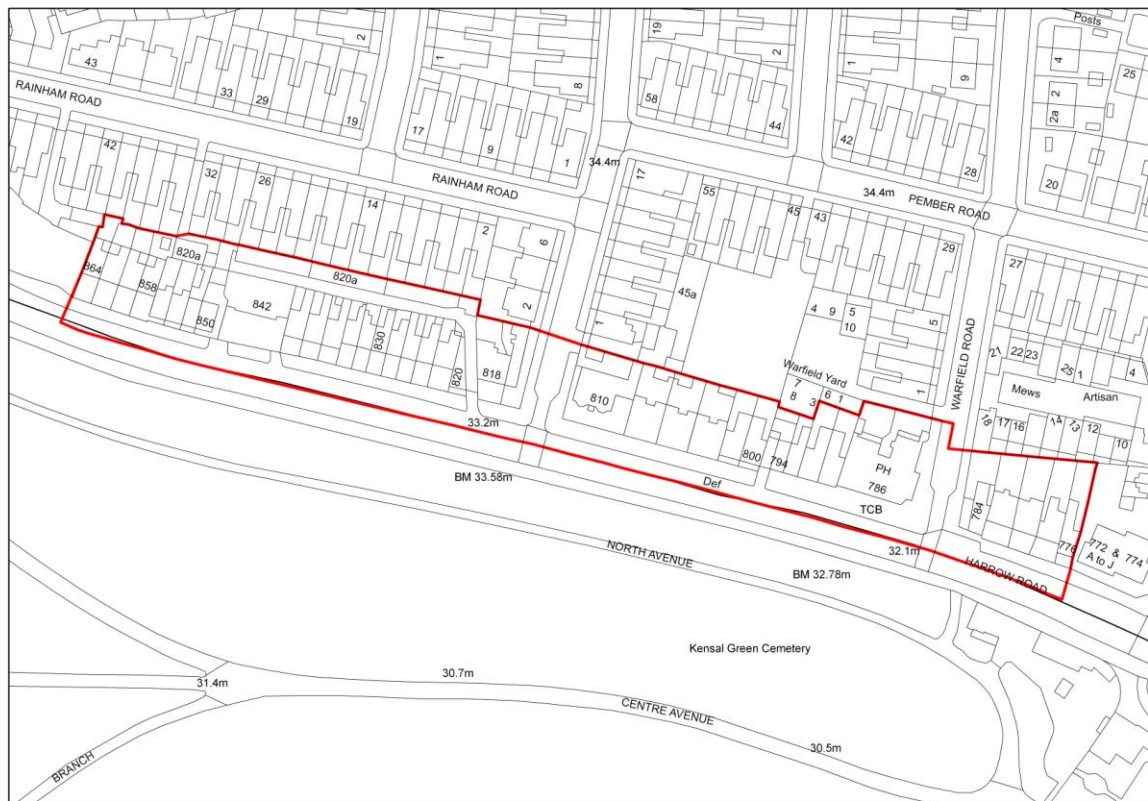 Posts
2
19
2
4
25
43
1
1
9
2
RAINHAM ROAD
33
29
8
58
2a
19
17
44
42
9
1
20
28
42
34.4m
32
17
RAINHAM ROAD
55
34.4m
26
45
43
PEMBER ROAD
14
2
6
29
27
820a
864
820a
45a
858
2
4
9
5
10
5
842
21
22
23
25
1
4
850
830
1
Warfield Yard
WARFIELD ROAD
820
818
7
8
3
6
1
1
Mews
Artisan
810
18
17
16
14
13
12
10
33.2m
800
794
PH
786
BM 33.58m
Def
784
TCB
776
772 &
A to J
774
32.1m
NORTH AVENUE
HARROW ROAD
BM 32.78m
Kensal Green Cemetery
30.7m
31.4m
CENTRE AVENUE
30.5m
BRANCH